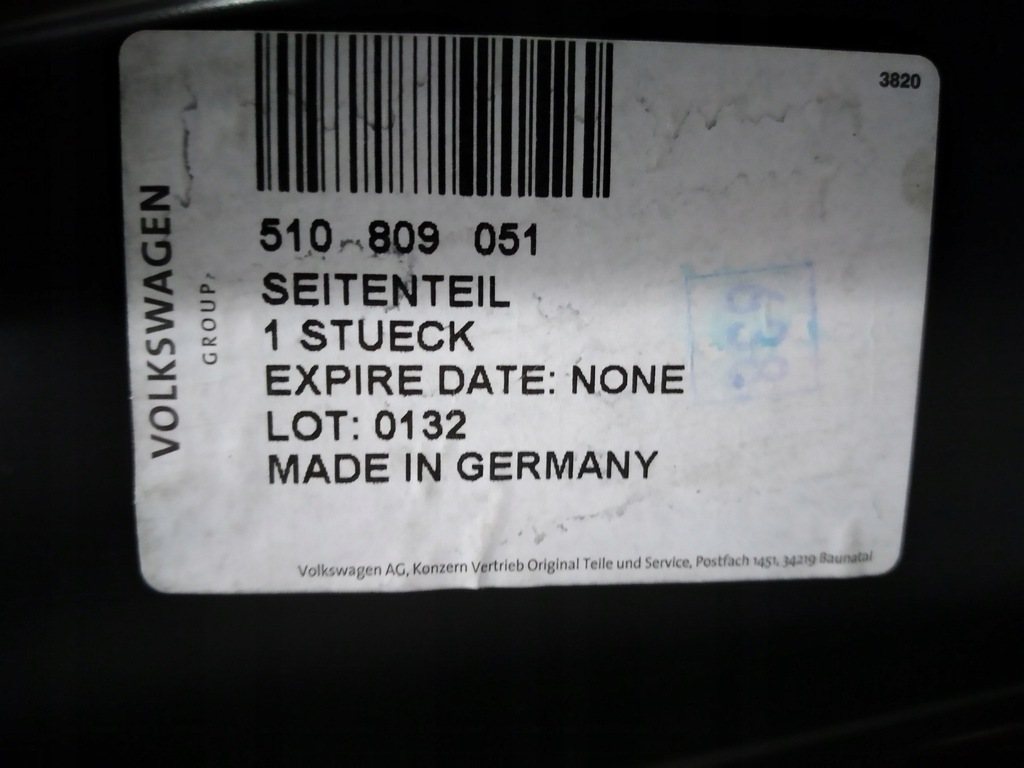 3820
VOLKSWAGEN
GROUP
510 809 051
SEITENTEIL
1 STUECK
EXPIRE DATE: NONE
LOT: 0132
MADE IN GERMANY
638
Volkswagen AG, Konzern Vertrieb Original Teile und Service, Postfach 1451, 34219 Baunatal